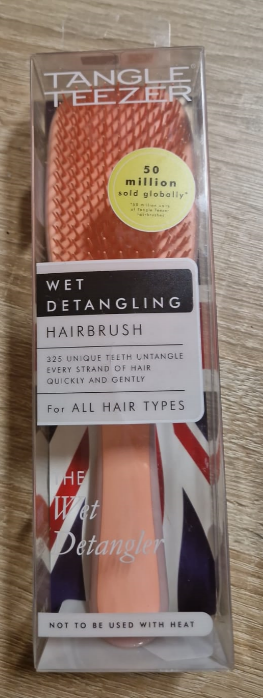 TANGLE
TEEZER
50
million
sold globally*
WET
DETANGLING
HAIRBRUSH
325 UNIQUE TEETH UNTANGLE
EVERY STRAND OF HAIR
QUICKLY AND GENTLY
For ALL HAIR TYPES
THE
Wet
Detangler
NOT TO BE USED WITH HEAT